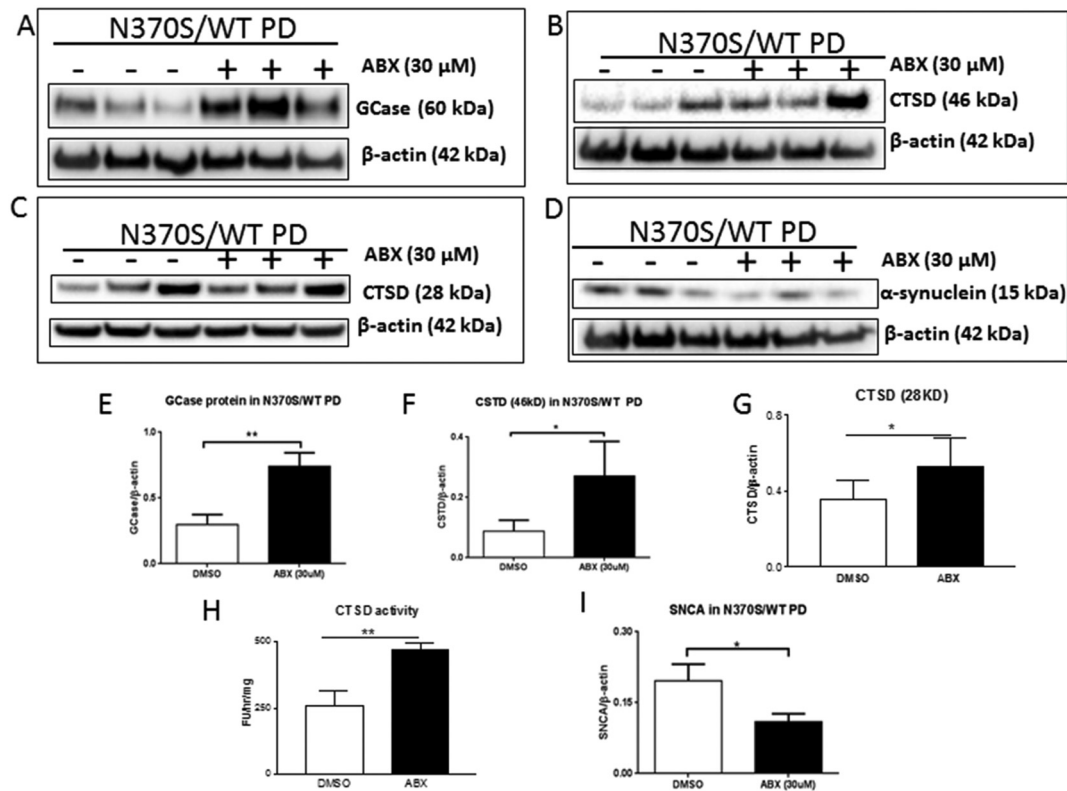 A
N370S/WT PD
- - - + + + ABX (30 µM)
GCase (60 kDa)
β-actin (42 kDa)
B
N370S/WT PD
- - - + + + ABX (30 µM)
CTSD (46 kDa)
β-actin (42 kDa)
C
N370S/WT PD
- - - + + + ABX (30 µM)
CTSD (28 kDa)
β-actin (42 kDa)
D
N370S/WT PD
- - - + + + ABX (30 µM)
α-synuclein (15 kDa)
β-actin (42 kDa)
E
GCase protein in N370S/WT PD
**
1.0
0.5
0.0
GCase/β-actin
DMSO ABX (30uM)
F
CSTD (46kD) in N370S/WT PD
*
0.4
0.2
0.0
CSTD/β-actin
DMSO ABX (30uM)
G
CTSD (28KD)
*
0.8
0.4
0.0
CTSD/β-actin
DMSO ABX
H
CTSD activity
**
500
250
0
FU/hr/mg
DMSO ABX
I
SNCA in N370S/WT PD
*
0.30
0.15
0.00
SNCA/β-actin
DMSO ABX (30uM)